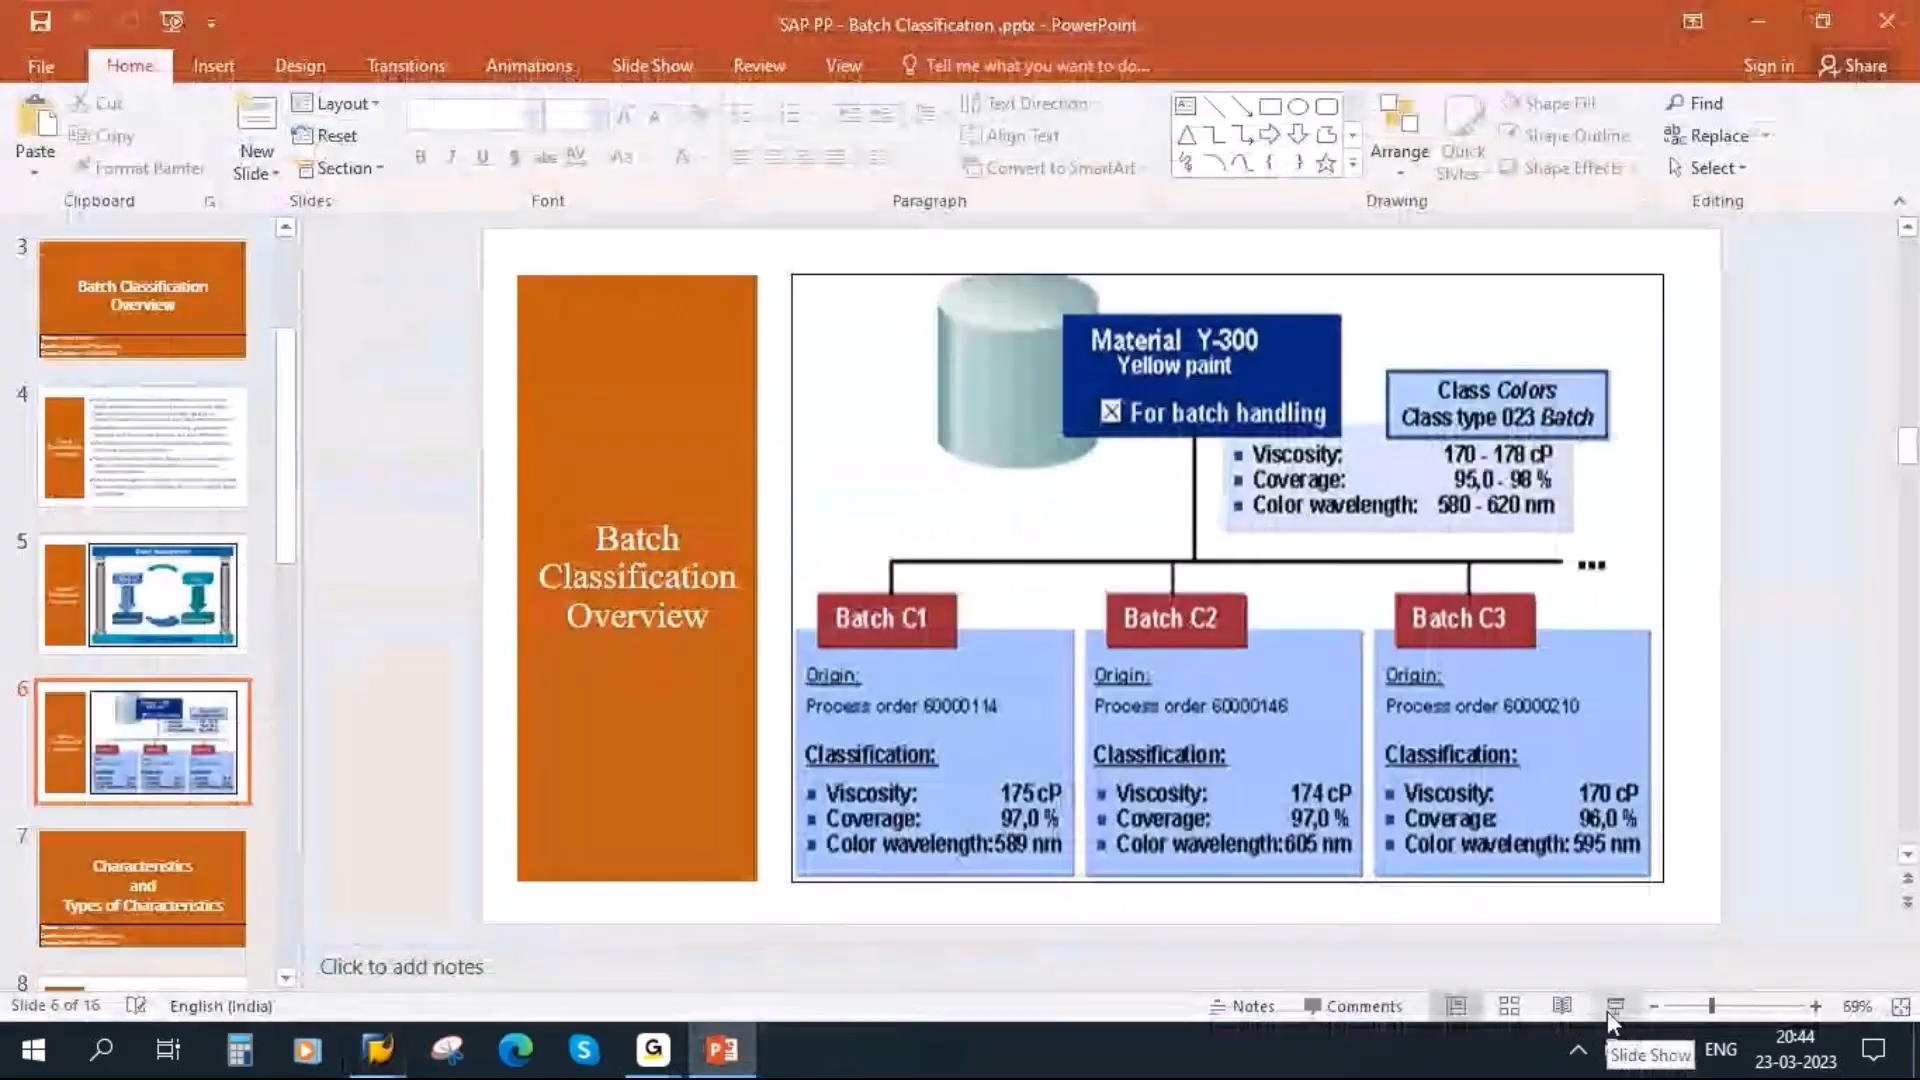 SAP PP - Batch Classification .pptx - PowerPoint
File
Home
Insert
Design
Transitions
Animations
Slide Show
Review
View
Tell me what you want to do...
Sign in
Share
Cut
Copy
Format Painter
Paste
Clipboard
New
Slide
Layout
Reset
Section
Slides
Font
Text Direction
Align Text
Convert to SmartArt
Paragraph
Arrange
Quick
Styles
Shape Fill
Shape Outline
Shape Effects
Drawing
Find
Replace
Select
Editing
3
Batch Classification
Overview
4
5
6
7
Characteristics
and
Types of Characteristics
8
Batch
Classification
Overview
Material Y-300
Yellow paint
For batch handling
Class Colors
Class type 023 Batch
Viscosity: 170 - 178 cP
Coverage: 95,0 - 98 %
Color wavelength: 580 - 620 nm
...
Batch C1
Origin:
Process order 60000114
Classification:
Viscosity: 175 cP
Coverage: 97,0 %
Color wavelength: 589 nm
Batch C2
Origin:
Process order 60000146
Classification:
Viscosity: 174 cP
Coverage: 97,0 %
Color wavelength: 605 nm
Batch C3
Origin:
Process order 60000210
Classification:
Viscosity: 170 cP
Coverage: 96,0 %
Color wavelength: 595 nm
Click to add notes
Slide 6 of 16
English (India)
Notes
Comments
69%
Slide Show
ENG
20:44
23-03-2023